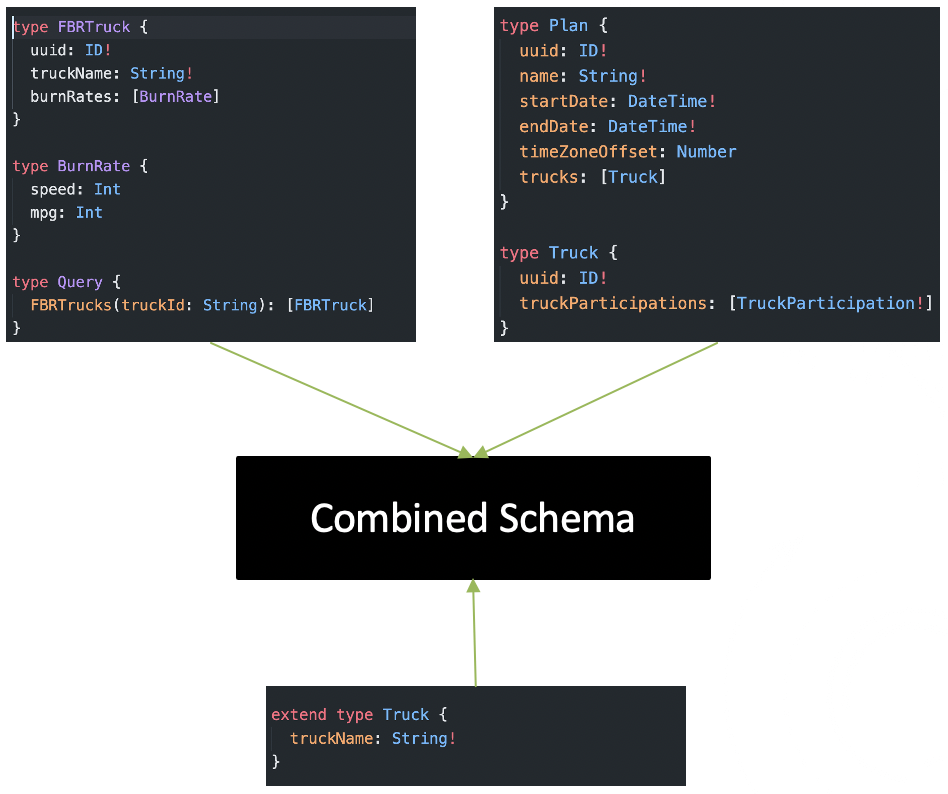 type FBRTruck {
  uuid: ID!
  truckName: String!
  burnRates: [BurnRate]
}

type BurnRate {
  speed: Int
  mpg: Int
}

type Query {
  FBRTrucks(truckId: String): [FBRTruck]
}

type Plan {
  uuid: ID!
  name: String!
  startDate: DateTime!
  endDate: DateTime!
  timeZoneOffset: Number
  trucks: [Truck]
}

type Truck {
  uuid: ID!
  truckParticipations: [TruckParticipation!]
}

Combined Schema

extend type Truck {
  truckName: String!
}